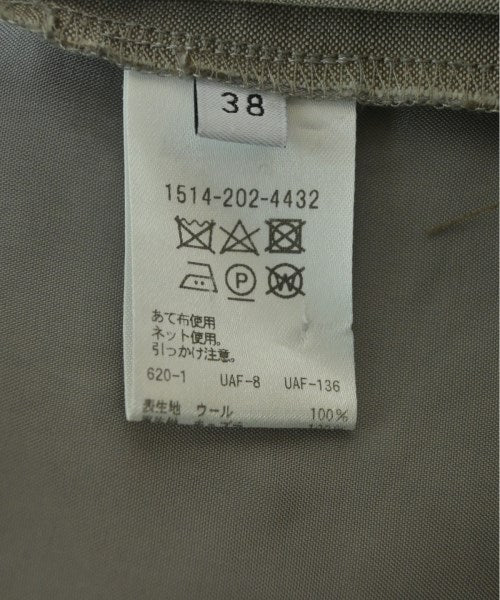 38
1514-202-4432
P W
あて布使用
ネット使用。
引っかけ注意。
620-1 UAF-8 UAF-136
表生地 ウール 100%